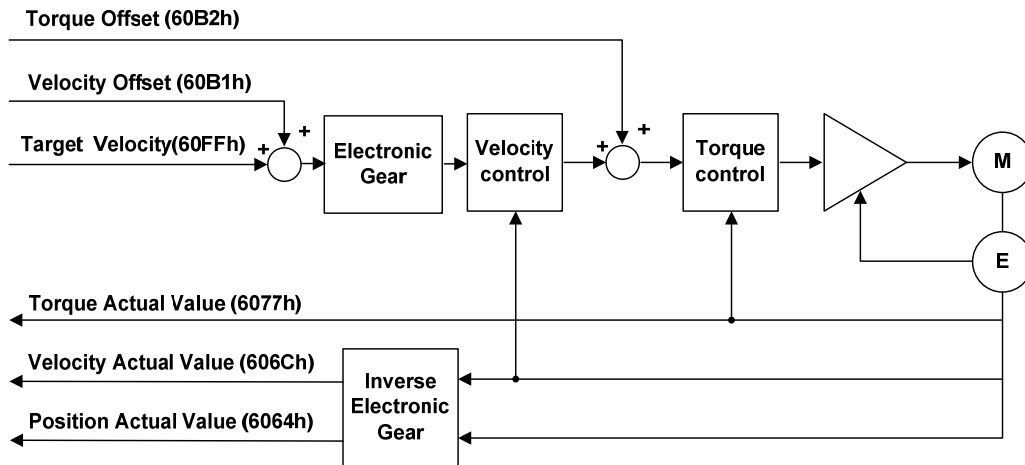 Torque Offset (60B2h)
Velocity Offset (60B1h)
+
+
Target Velocity(60FFh)
+
+
Electronic
Gear
Velocity
control
Torque
control
M
E
Torque Actual Value (6077h)
Velocity Actual Value (606Ch)
Position Actual Value (6064h)
Inverse
Electronic
Gear